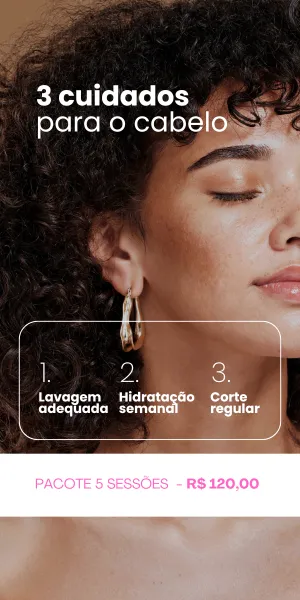 3 cuidados
para o cabelo
1. 2. 3.
Lavagem Hidratação Corte
adequada semanal regular
PACOTE 5 SESSÕES - R$ 120,00